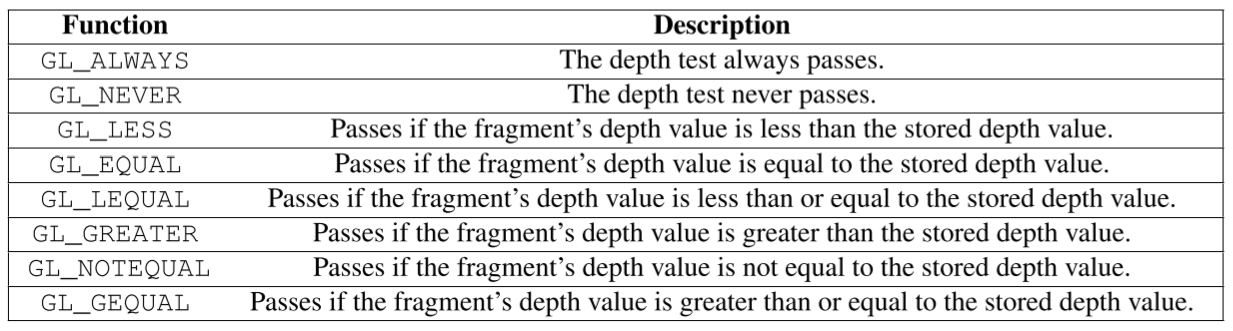 Function Description
GL_ALWAYS The depth test always passes.
GL_NEVER The depth test never passes.
GL_LESS Passes if the fragment's depth value is less than the stored depth value.
GL_EQUAL Passes if the fragment's depth value is equal to the stored depth value.
GL_LEQUAL Passes if the fragment's depth value is less than or equal to the stored depth value.
GL_GREATER Passes if the fragment's depth value is greater than the stored depth value.
GL_NOTEQUAL Passes if the fragment's depth value is not equal to the stored depth value.
GL_GEQUAL Passes if the fragment's depth value is greater than or equal to the stored depth value.